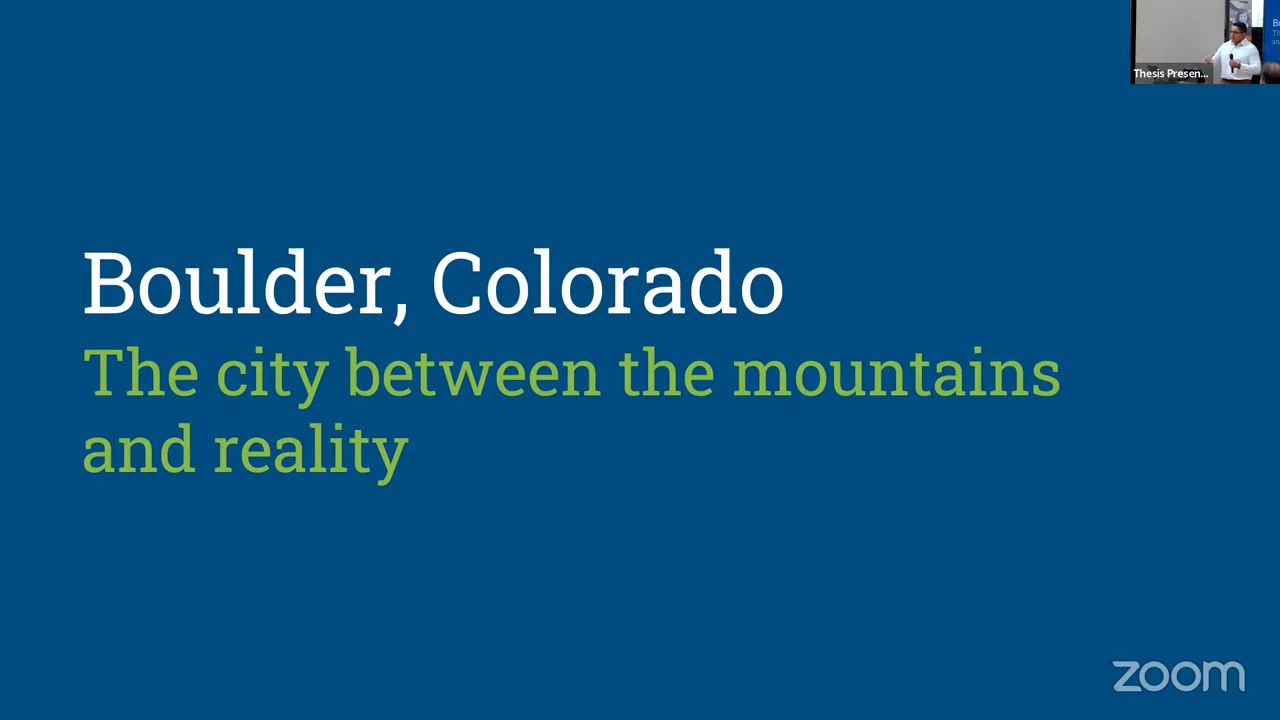 Thesis Presen...
Boulder, Colorado
The city between the mountains
and reality
zoom